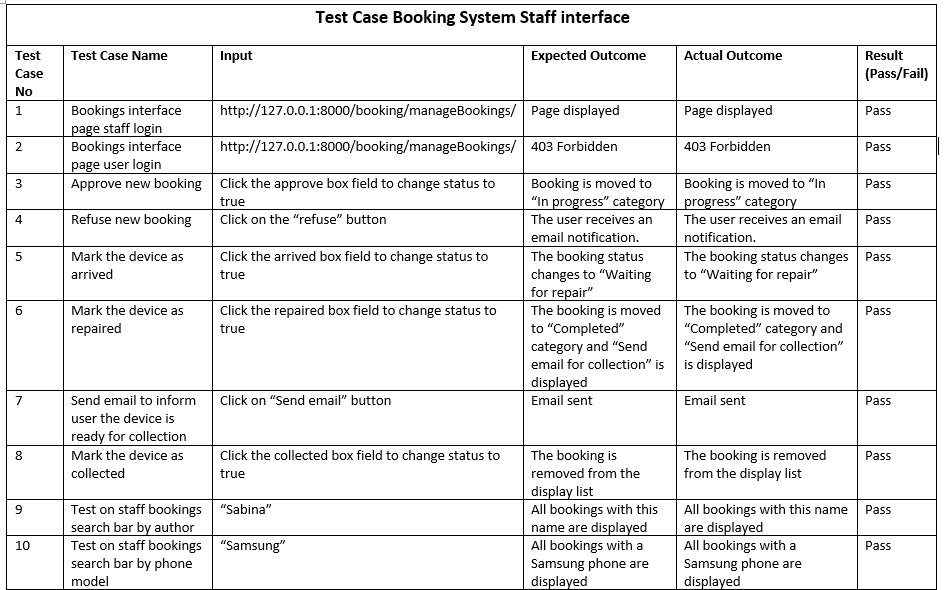 Test Case Booking System Staff interface
Test Case No	Test Case Name	Input	Expected Outcome	Actual Outcome	Result (Pass/Fail)
1	Bookings interface page staff login	http://127.0.0.1:8000/booking/manageBookings/	Page displayed	Page displayed	Pass
2	Bookings interface page user login	http://127.0.0.1:8000/booking/manageBookings/	403 Forbidden	403 Forbidden	Pass
3	Approve new booking	Click the approve box field to change status to true	Booking is moved to “In progress” category	Booking is moved to “In progress” category	Pass
4	Refuse new booking	Click on the “refuse” button	The user receives an email notification.	The user receives an email notification.	Pass
5	Mark the device as arrived	Click the arrived box field to change status to true	The booking status changes to “Waiting for repair”	The booking status changes to “Waiting for repair”	Pass
6	Mark the device as repaired	Click the repaired box field to change status to true	The booking is moved to “Completed” category and “Send email for collection” is displayed	The booking is moved to “Completed” category and “Send email for collection” is displayed	Pass
7	Send email to inform user the device is ready for collection	Click on “Send email” button	Email sent	Email sent	Pass
8	Mark the device as collected	Click the collected box field to change status to true	The booking is removed from the display list	The booking is removed from the display list	Pass
9	Test on staff bookings search bar by author	“Sabina”	All bookings with this name are displayed	All bookings with this name are displayed	Pass
10	Test on staff bookings search bar by phone model	“Samsung”	All bookings with a Samsung phone are displayed	All bookings with a Samsung phone are displayed	Pass